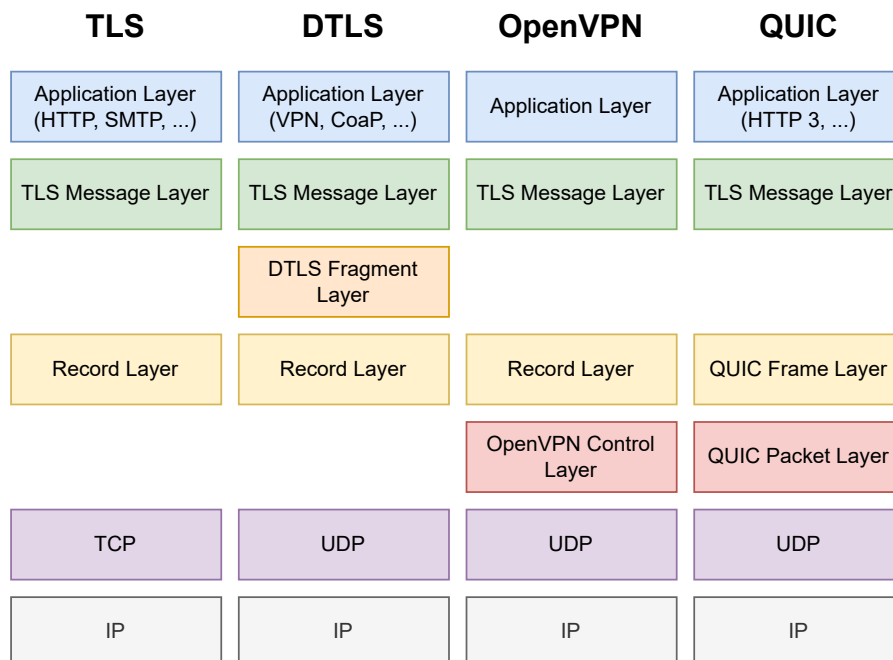 TLS DTLS OpenVPN QUIC
Application Layer Application Layer Application Layer Application Layer
(HTTP, SMTP, ...) (VPN, CoaP, ...) (HTTP 3, ...)
TLS Message Layer TLS Message Layer TLS Message Layer TLS Message Layer
DTLS Fragment
Layer
Record Layer Record Layer Record Layer QUIC Frame Layer
OpenVPN Control
Layer
QUIC Packet Layer
TCP UDP UDP UDP
IP IP IP IP